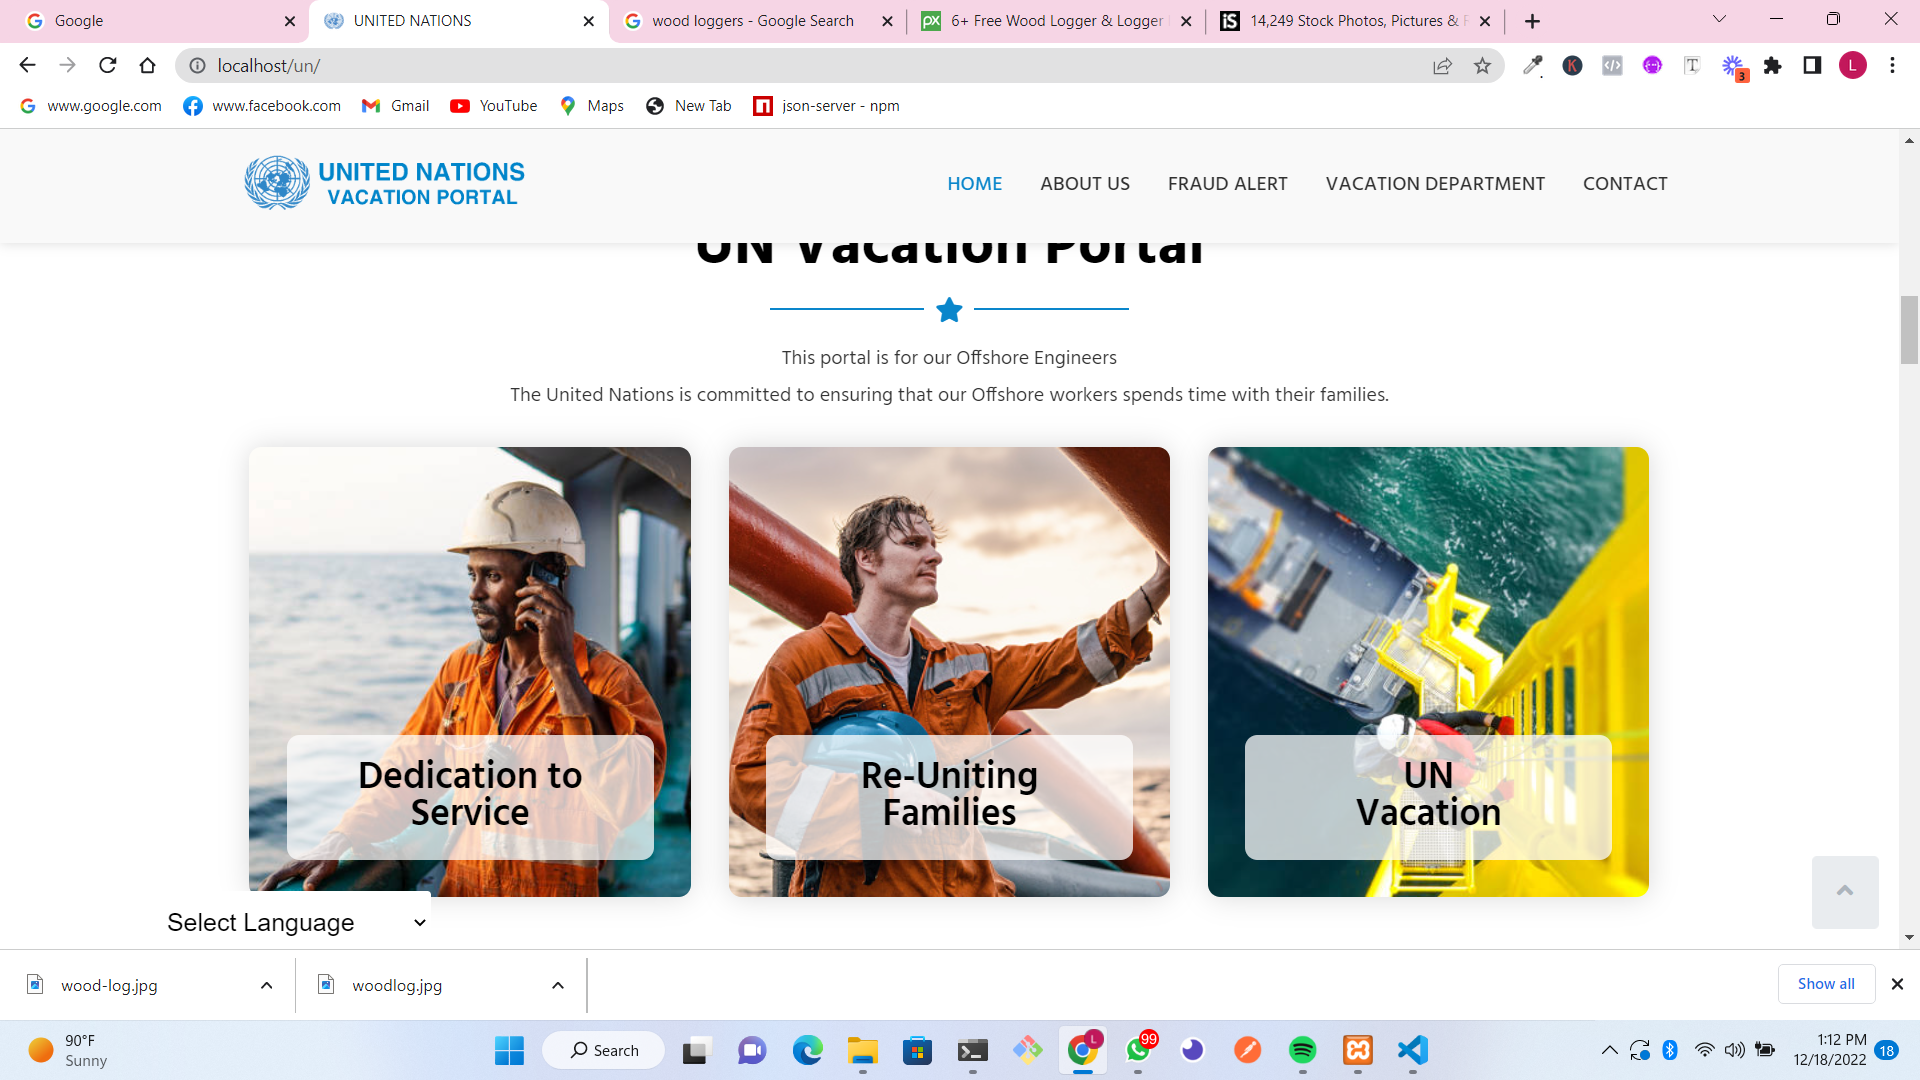 Google
UNITED NATIONS
wood loggers - Google Search
6+ Free Wood Logger & Logger
14,249 Stock Photos, Pictures &
localhost/un/
www.google.com
www.facebook.com
Gmail
YouTube
Maps
New Tab
json-server - npm
L
3
UNITED NATIONS
VACATION PORTAL
HOME
ABOUT US
FRAUD ALERT
VACATION DEPARTMENT
CONTACT
UN Vacation Portal
This portal is for our Offshore Engineers
The United Nations is committed to ensuring that our Offshore workers spends time with their families.
Dedication to
Service
Re-Uniting
Families
UN
Vacation
Select Language
wood-log.jpg
woodlog.jpg
Show all
90°F
Sunny
Search
L
99
1:12 PM
12/18/2022
18